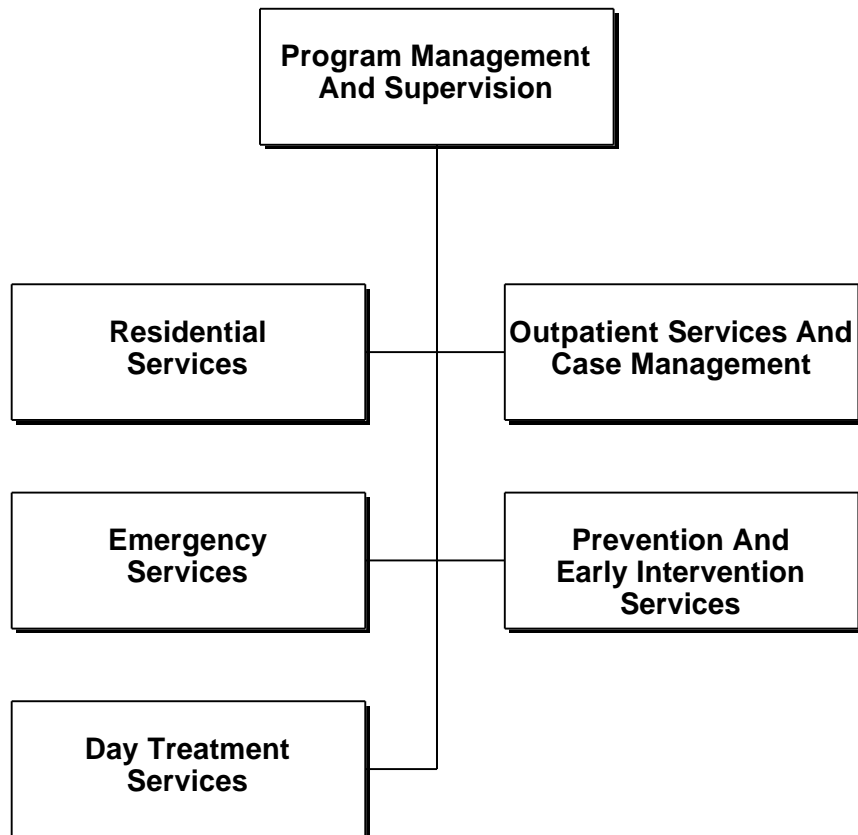 Program Management
And Supervision
Residential
Services
Outpatient Services And
Case Management
Emergency
Services
Prevention And
Early Intervention
Services
Day Treatment
Services